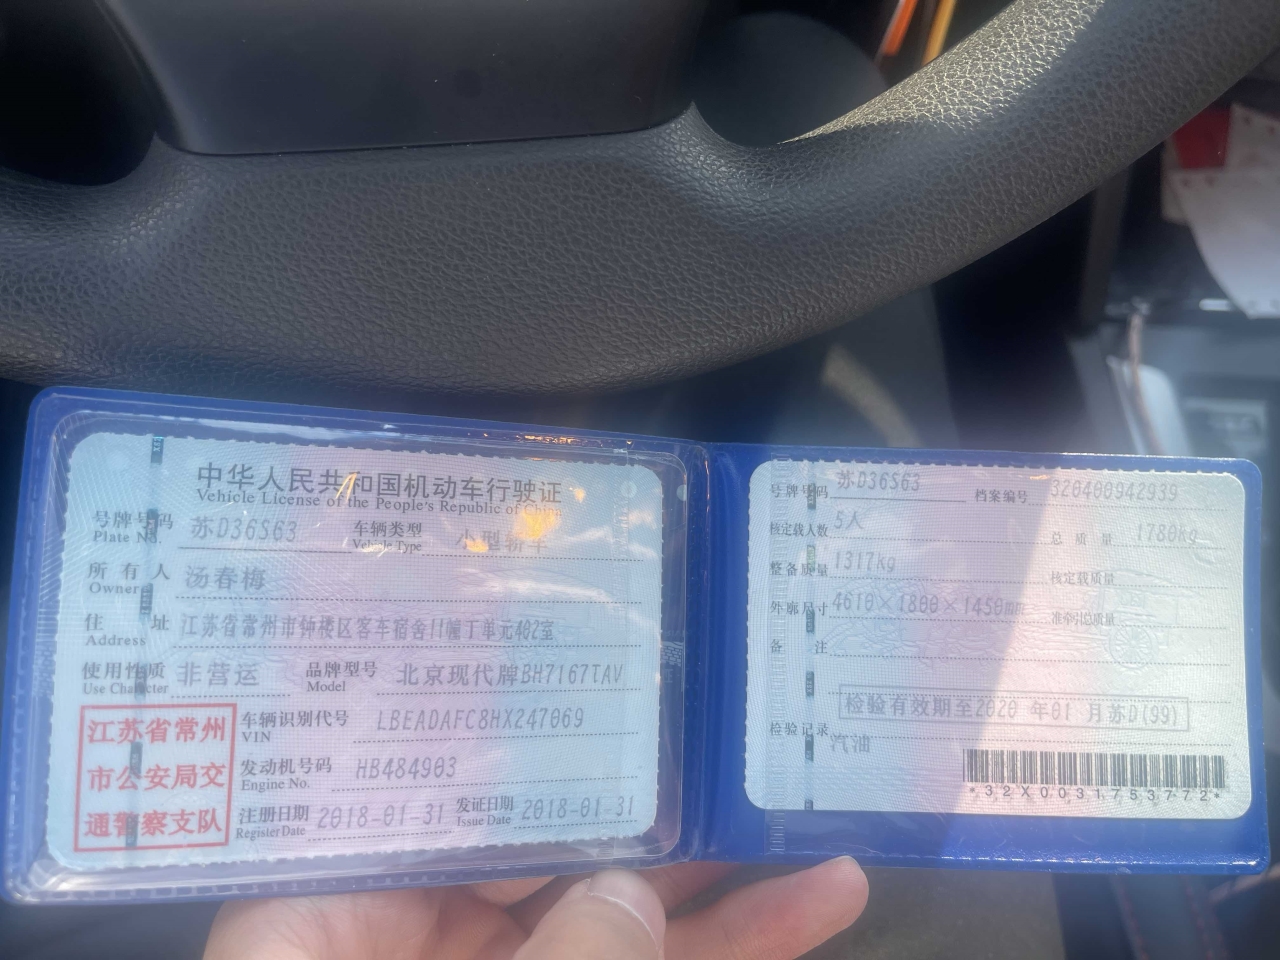 中华人民共和国机动车行驶证
Vehicle License of the People's Republic of China
号牌号码 苏D36S63 车辆类型 小型轿车
Plate No. Vehicle Type
所有人 汤春梅
Owner
住址 江苏省常州市钟楼区客车宿舍11幢丁单元402室
Address
使用性质 非营运 品牌型号 北京现代牌BH7167TAV
Use Character Model
江苏省常州
市公安局交
通警察支队
车辆识别代号 LBEADAFC8HX247069
VIN
发动机号码 HB484903
Engine No.
注册日期 2018-01-31 发证日期 2018-01-31
Register Date Issue Date
号牌号码 苏D36S63 档案编号 320400942939
核定载人数 5人 总质量 1780kg
整备质量 1317kg 核定载质量
外廓尺寸 4610×1800×1450mm 准牵引总质量
备注
检验有效期至2020年01月苏D(99)
检验记录
汽油
*32X0031753772*